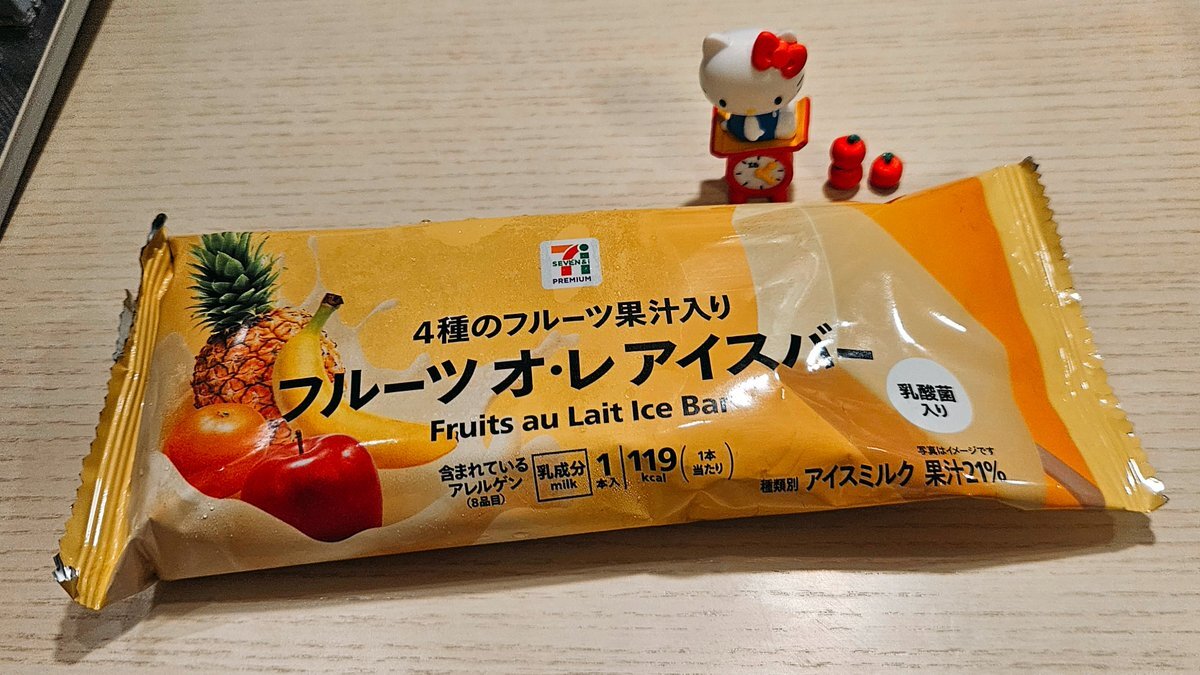 SEVEN&i
PREMIUM
4種のフルーツ果汁入り
フルーツ オ・レ アイスバー
Fruits au Lait Ice Bar
乳酸菌
入り
含まれている
アレルゲン
(8品目)
乳成分
milk
1
本入
119
kcal
(1本
当たり)
写真はイメージです
種類別 アイスミルク 果汁21%